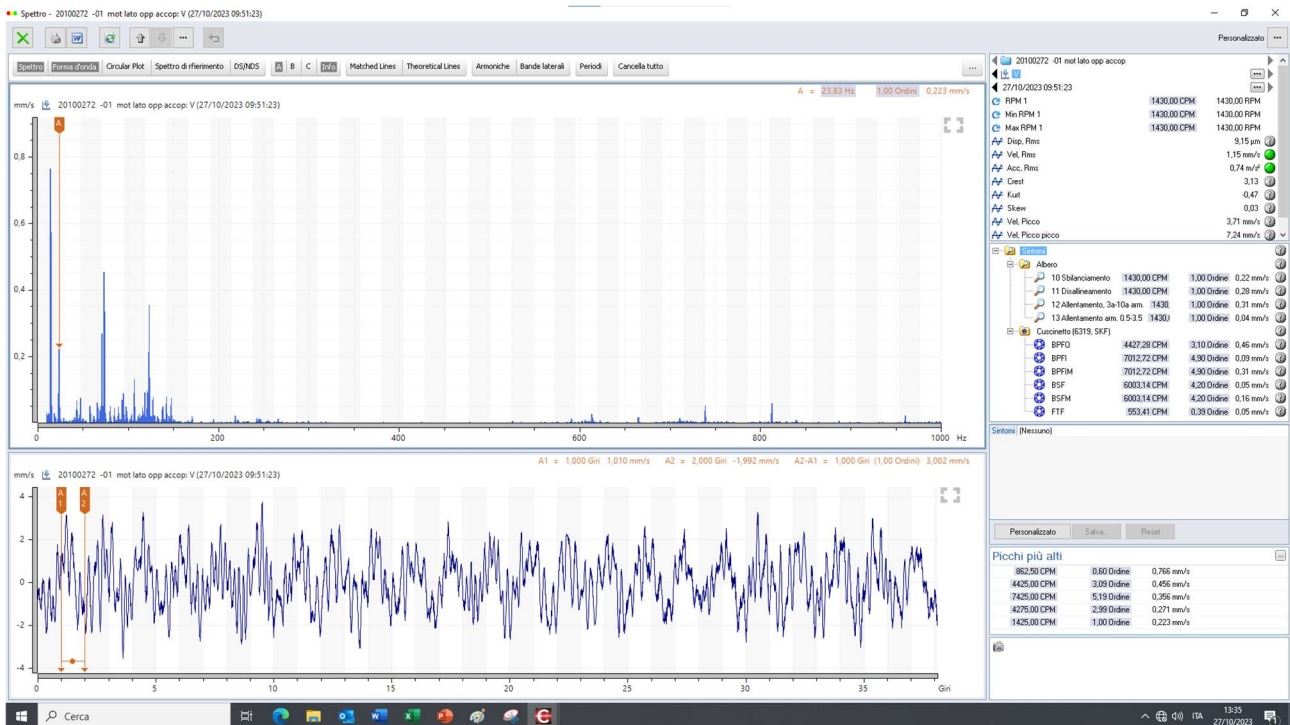 Spettro - 20100272 -01 mot lato opp accop: V (27/10/2023 09:51:23)
Personalizzato
Spettro Forma d'onda Circular Plot Spettro di rfierimento DS/NDS A B C Info Matched Lines Theoretical Lines Armoniche Bande laterali Periodi Cancella tutto ...
A = 23,83 Hz 1,00 Ordini 0,223 mm/s
mm/s 20100272 -01 mot lato opp accop: V (27/10/2023 09:51:23)
A
0,8
0,6
0,4
0,2
0 200 400 600 800 1000 Hz
A1 = 1,000 Giri 1,010 mm/s A2 = 2,000 Giri -1,992 mm/s A2-A1 = 1,000 Giri (1,00 Ordini) 3,002 mm/s
mm/s 20100272 -01 mot lato opp accop: V (27/10/2023 09:51:23)
A 1 A 2
4
2
0
-2
-4
0 5 10 15 20 25 30 35 Giri
20100272 -01 mot lato opp accop
V
27/10/2023 09:51:23
RPM 1 1430,00 CPM 1430,00 RPM
Min RPM 1 1430,00 CPM 1430,00 RPM
Max RPM 1 1430,00 CPM 1430,00 RPM
Disp, Rms 9,15 µm
Vel, Rms 1,15 mm/s
Acc, Rms 0,74 m/s²
Crest 3,13
Kurt -0,47
Skew 0,03
Vel, Picco 3,71 mm/s
Vel, Picco picco 7,24 mm/s
Sintomi
Albero
10 Sbilanciamento 1430,00 CPM 1,00 Ordine 0,22 mm/s
11 Disallineamento 1430,00 CPM 1,00 Ordine 0,28 mm/s
12 Allentamento, 3a-10a arm. 1430, 1,00 Ordine 0,31 mm/s
13 Allentamento arm. 0.5-3.5 1430,( 1,00 Ordine 0,04 mm/s
Cuscinetto (6319, SKF)
BPFO 4427,28 CPM 3,10 Ordine 0,46 mm/s
BPFI 7012,72 CPM 4,90 Ordine 0,09 mm/s
BPFIM 7012,72 CPM 4,90 Ordine 0,31 mm/s
BSF 6003,14 CPM 4,20 Ordine 0,05 mm/s
BSFM 6003,14 CPM 4,20 Ordine 0,16 mm/s
FTF 553,41 CPM 0,39 Ordine 0,05 mm/s
Sintomi (Nessuno)
Personalizzato Salva... Reset
Picchi più alti
862,50 CPM 0,60 Ordine 0,766 mm/s
4425,00 CPM 3,09 Ordine 0,456 mm/s
7425,00 CPM 5,19 Ordine 0,356 mm/s
4275,00 CPM 2,99 Ordine 0,271 mm/s
1425,00 CPM 1,00 Ordine 0,223 mm/s
Cerca
ITA
13:35
27/10/2023